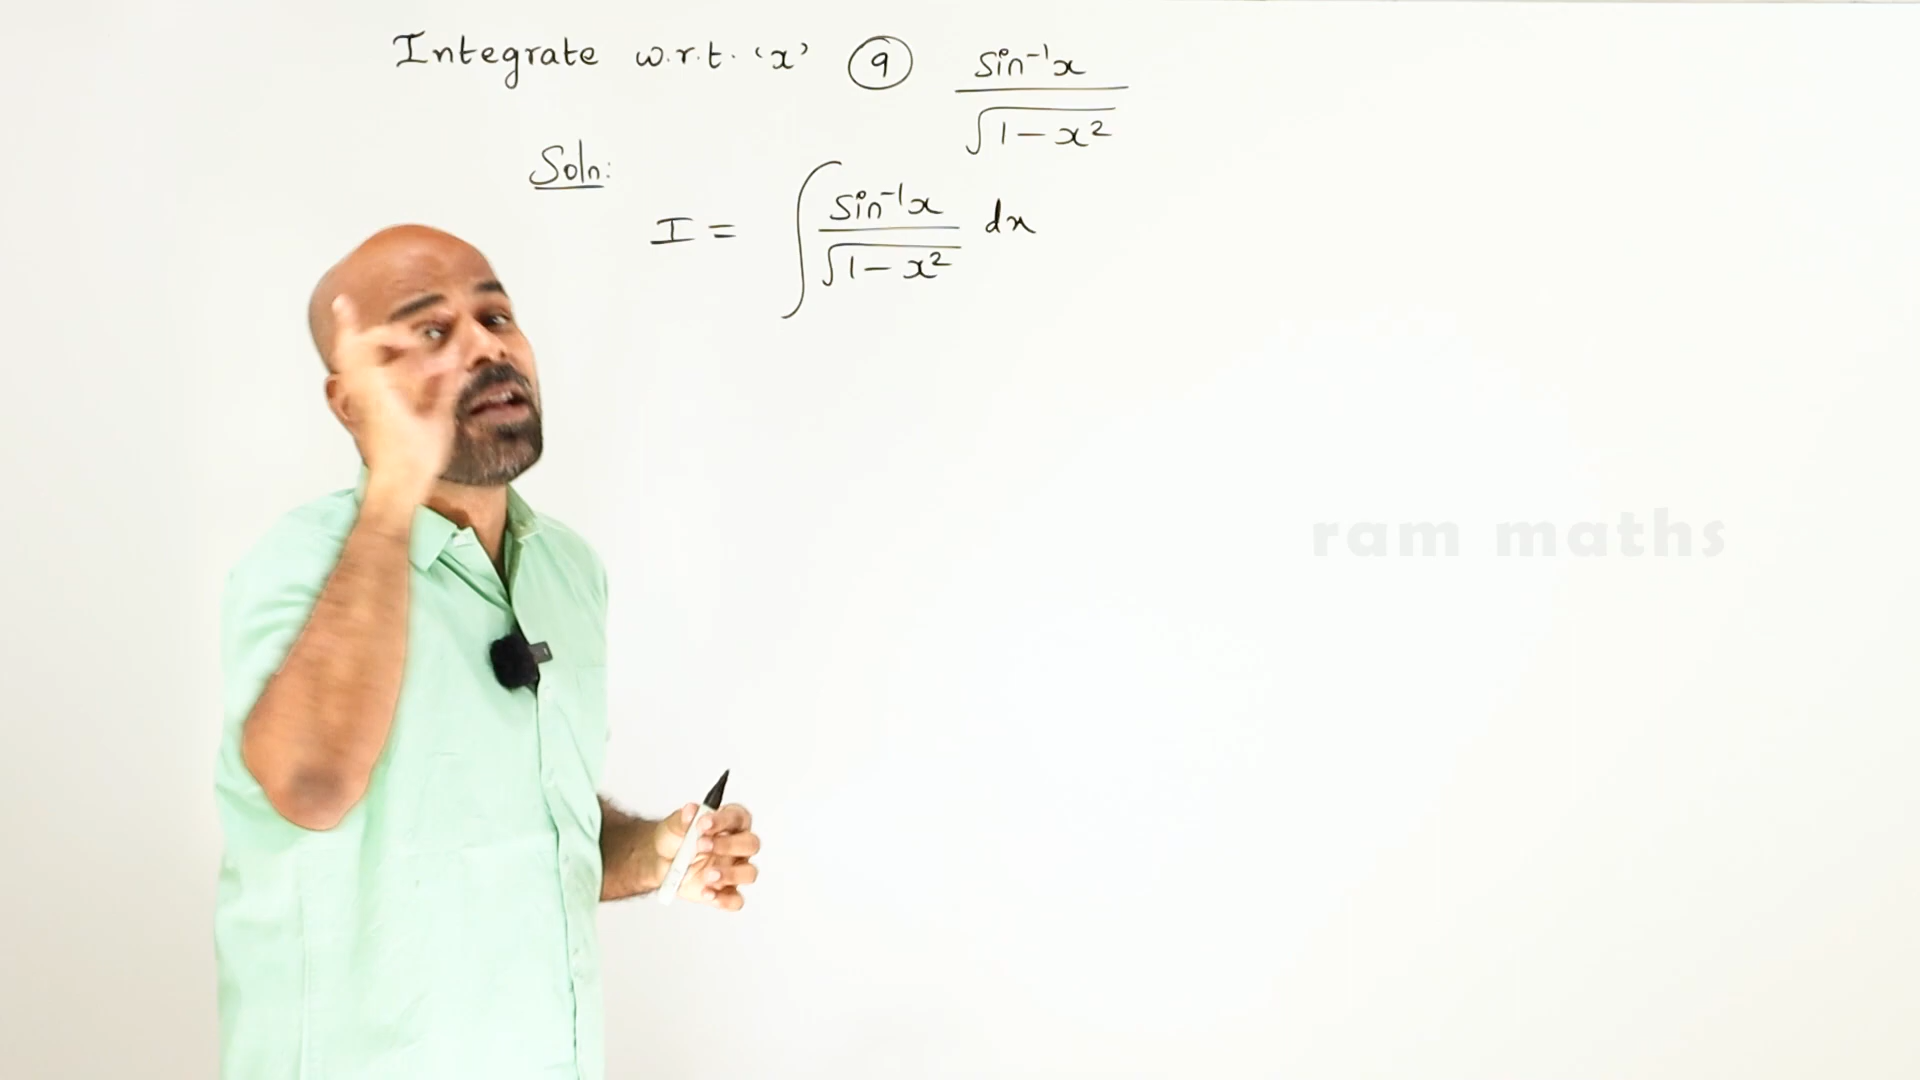 Integrate w.r.t. 'x' ⑨ sin⁻¹x / √(1-x²)
Soln:
I = ∫ sin⁻¹x / √(1-x²) dx
ram maths